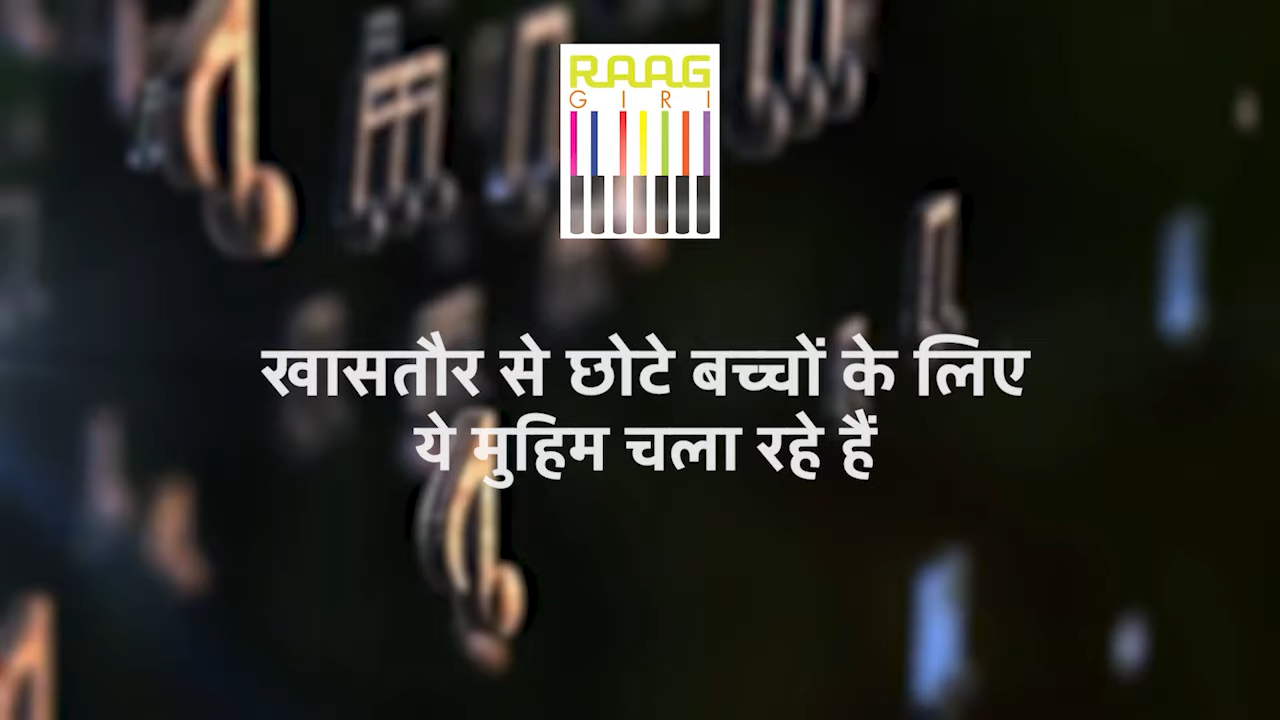 RAAG
GIRI
खासतौर से छोटे बच्चों के लिए
ये मुहिम चला रहे हैं